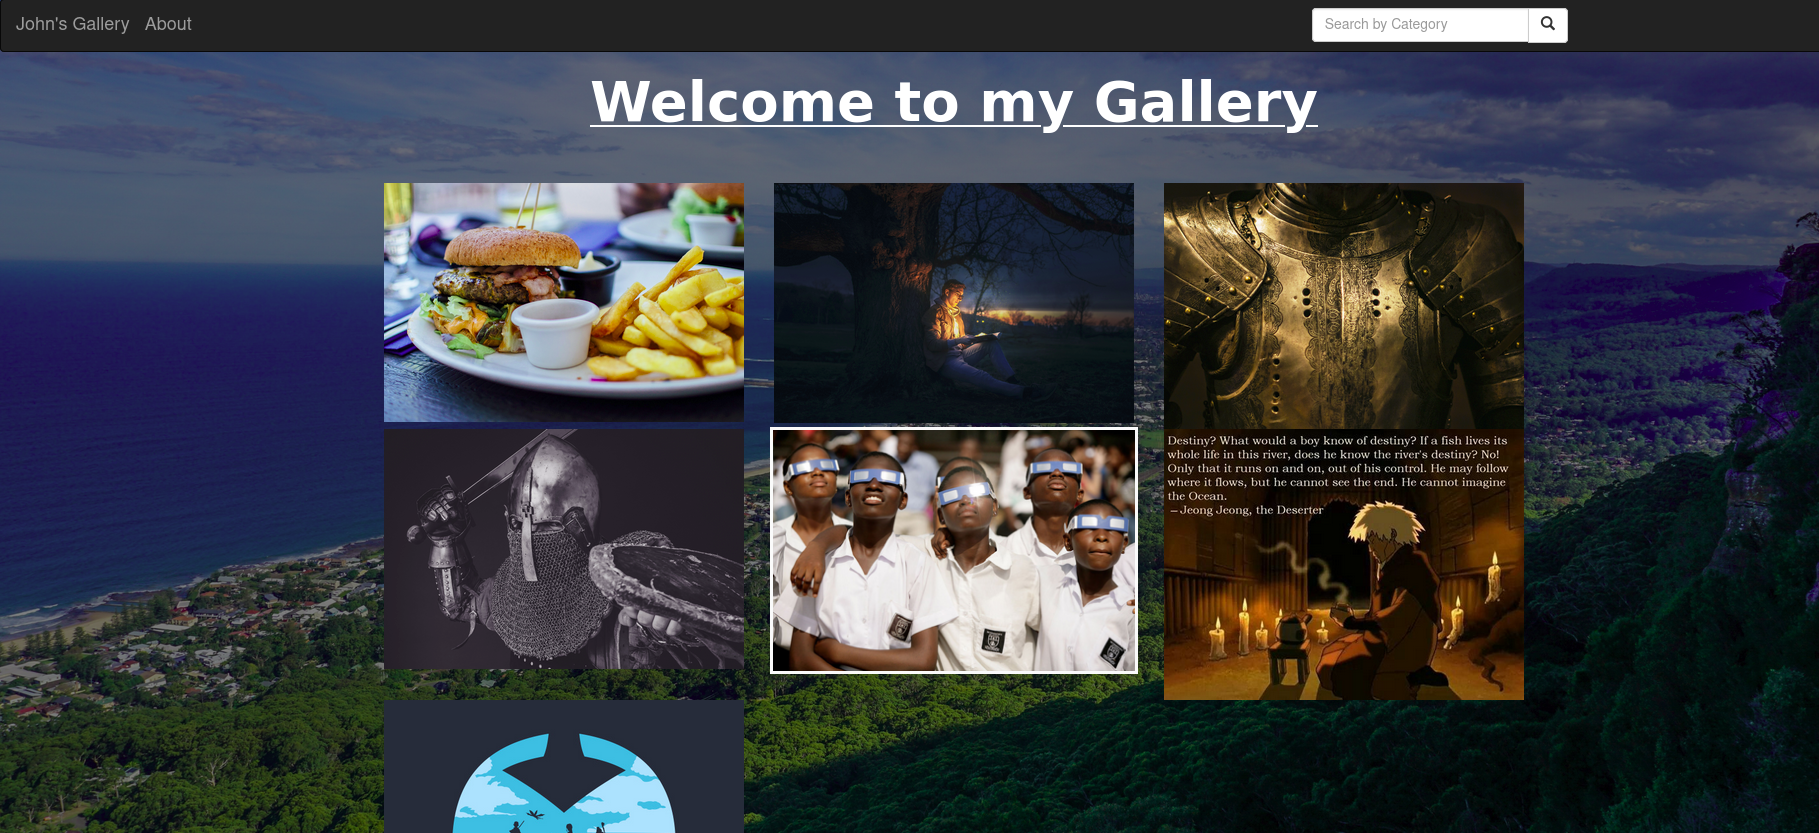 John's Gallery
About
Search by Category
Welcome to my Gallery
Destiny? What would a boy know of destiny? If a fish lives its
whole life in this river, does he know the river's destiny? No!
Only that it runs on and on, out of his control. He may follow
where it flows, but he cannot see the end. He cannot imagine
the Ocean.
– Jeong Jeong, the Deserter